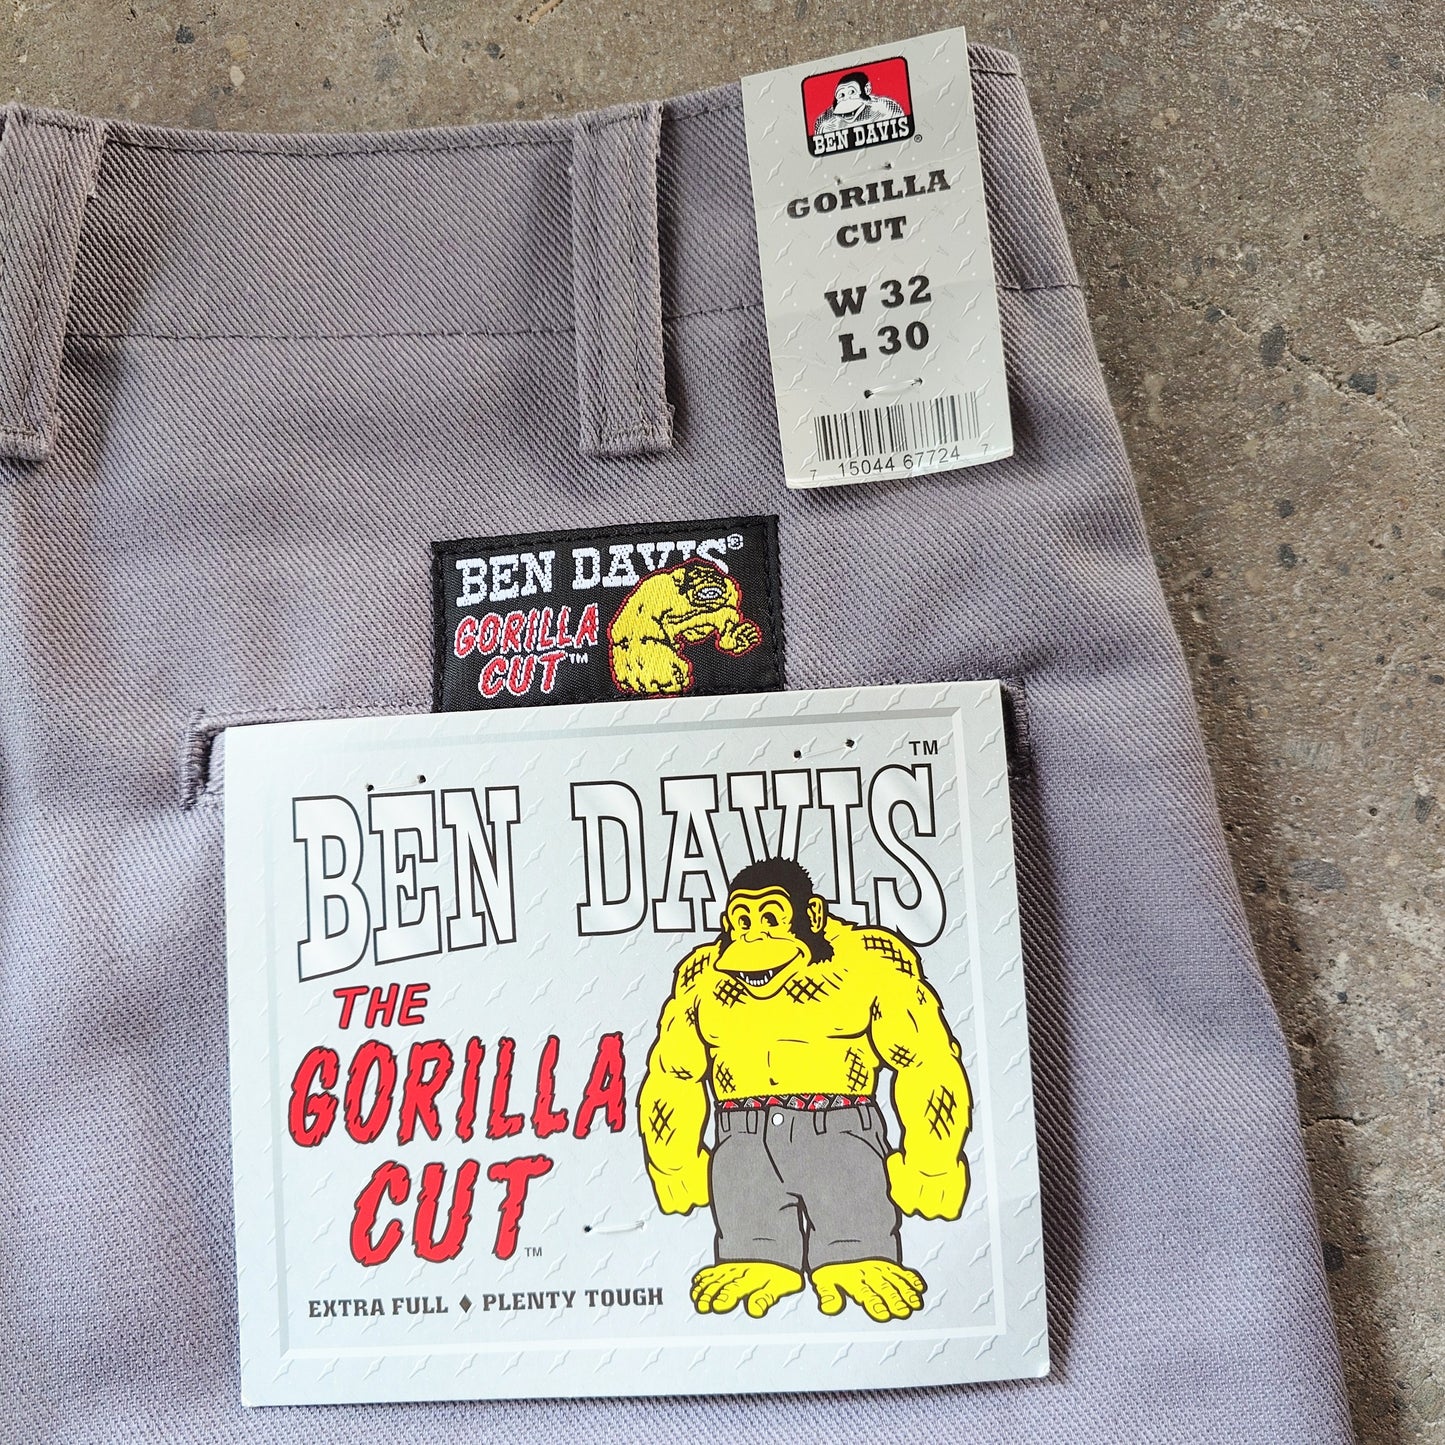 BEN DAVIS®
GORILLA
CUT
W 32
L 30
7 15044 67724 7
BEN DAVIS®
GORILLA
CUT™
BEN DAVIS™
THE
GORILLA
CUT™
EXTRA FULL ♦ PLENTY TOUGH